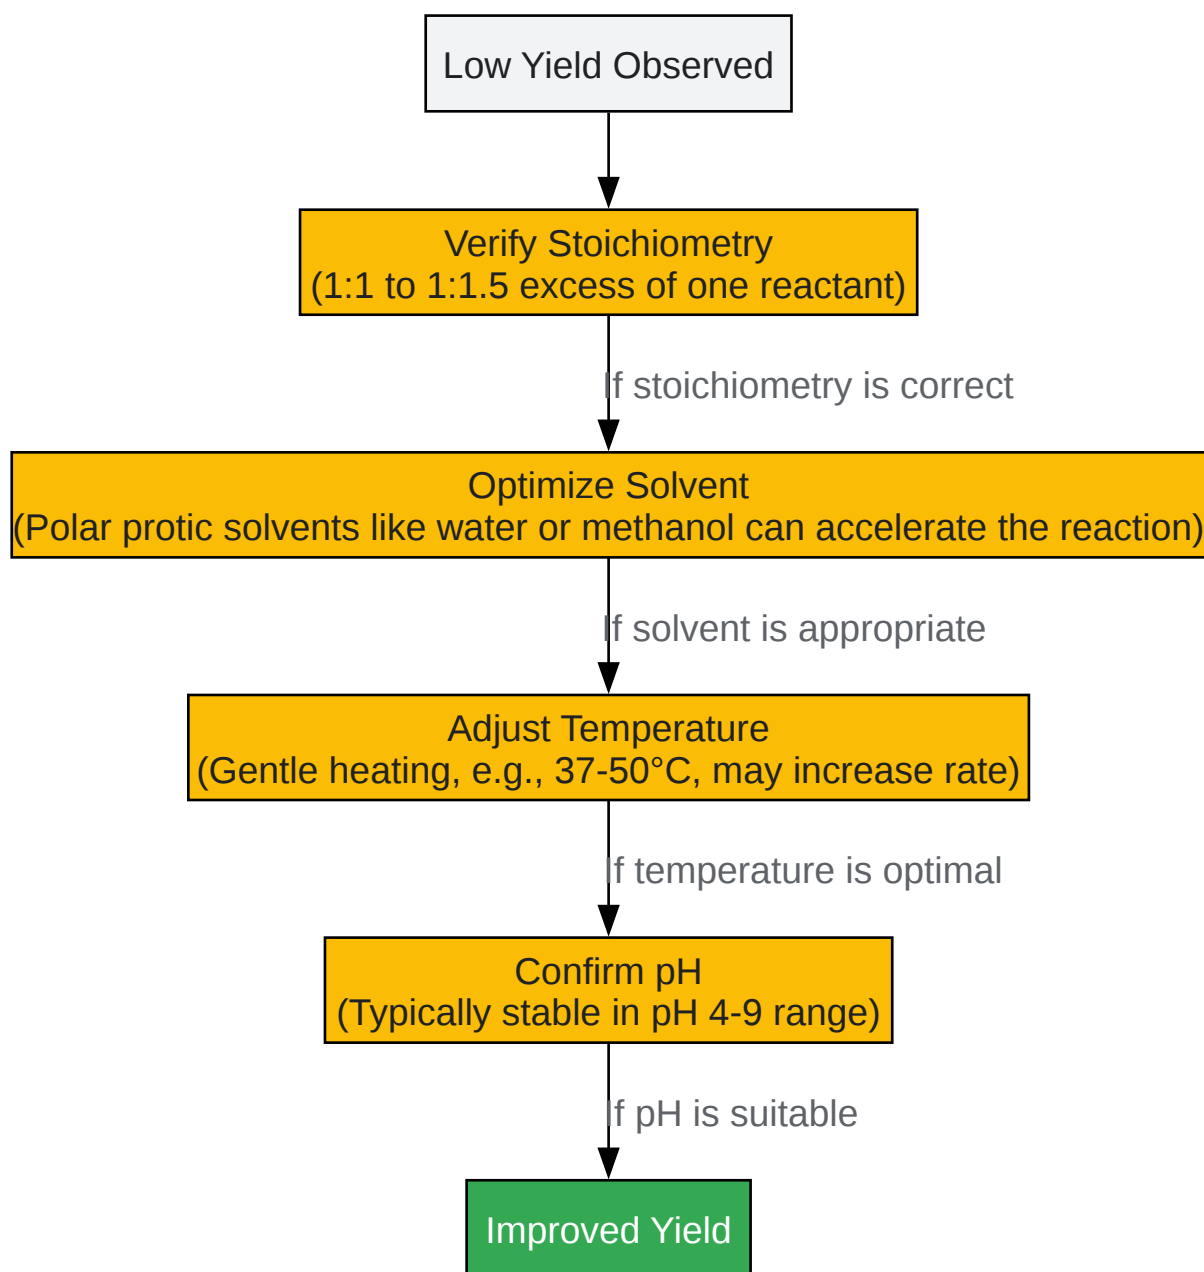 Low Yield Observed
Verify Stoichiometry
(1:1 to 1:1.5 excess of one reactant)
If stoichiometry is correct
Optimize Solvent
(Polar protic solvents like water or methanol can accelerate the reaction)
If solvent is appropriate
Adjust Temperature
(Gentle heating, e.g., 37-50°C, may increase rate)
If temperature is optimal
Confirm pH
(Typically stable in pH 4-9 range)
If pH is suitable
Improved Yield